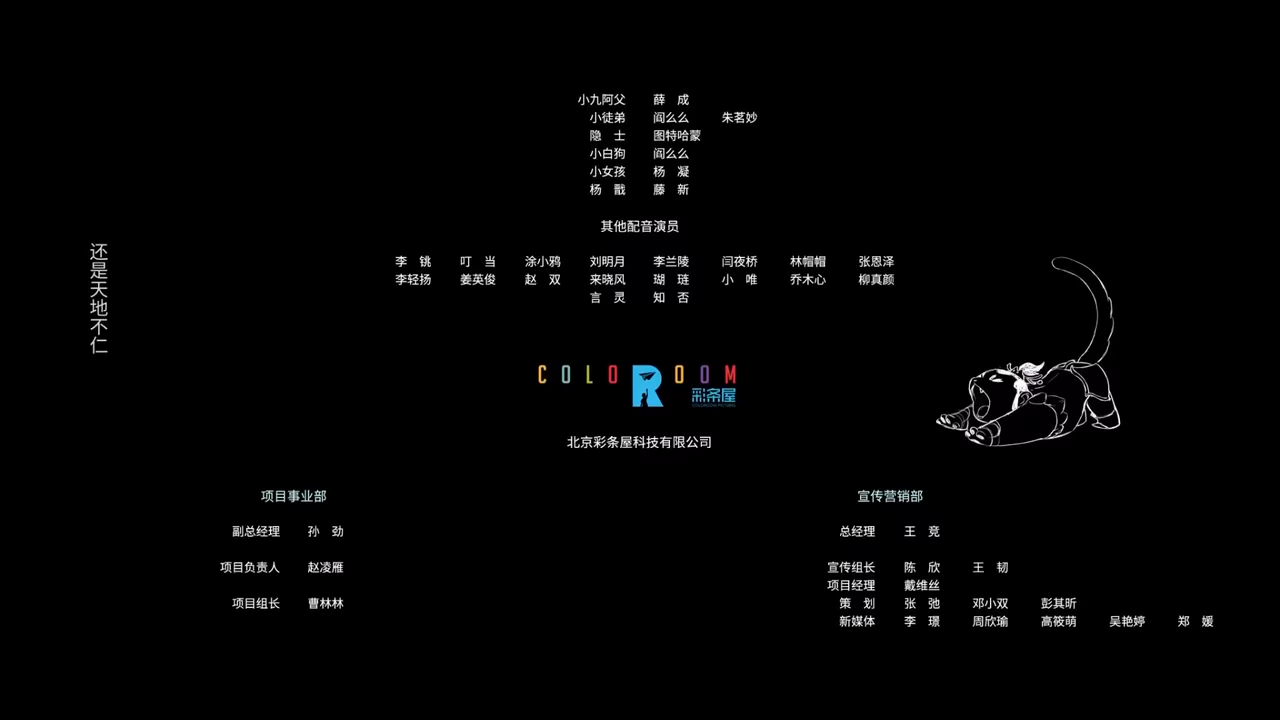 小九阿父 薛 成
小徒弟 阎么么 朱茗妙
隐 士 图特哈蒙
小白狗 阎么么
小女孩 杨 凝
杨 戬 藤 新
其他配音演员
李 铫 叮 当 涂小鸦 刘明月 李兰陵 闫夜桥 林帽帽 张恩泽
李轻扬 姜英俊 赵 双 来晓风 瑚 琏 小 唯 乔木心 柳真颜
言 灵 知 否
还是天地不仁
COLOROOM
彩条屋
北京彩条屋科技有限公司
项目事业部
副总经理 孙 劲
项目负责人 赵凌雁
项目组长 曹林林
宣传营销部
总经理 王 竞
宣传组长 陈 欣 王 韧
项目经理 戴维丝
策 划 张 弛 邓小双 彭其昕
新媒体 李 璟 周欣瑜 高筱萌 吴艳婷 郑 媛